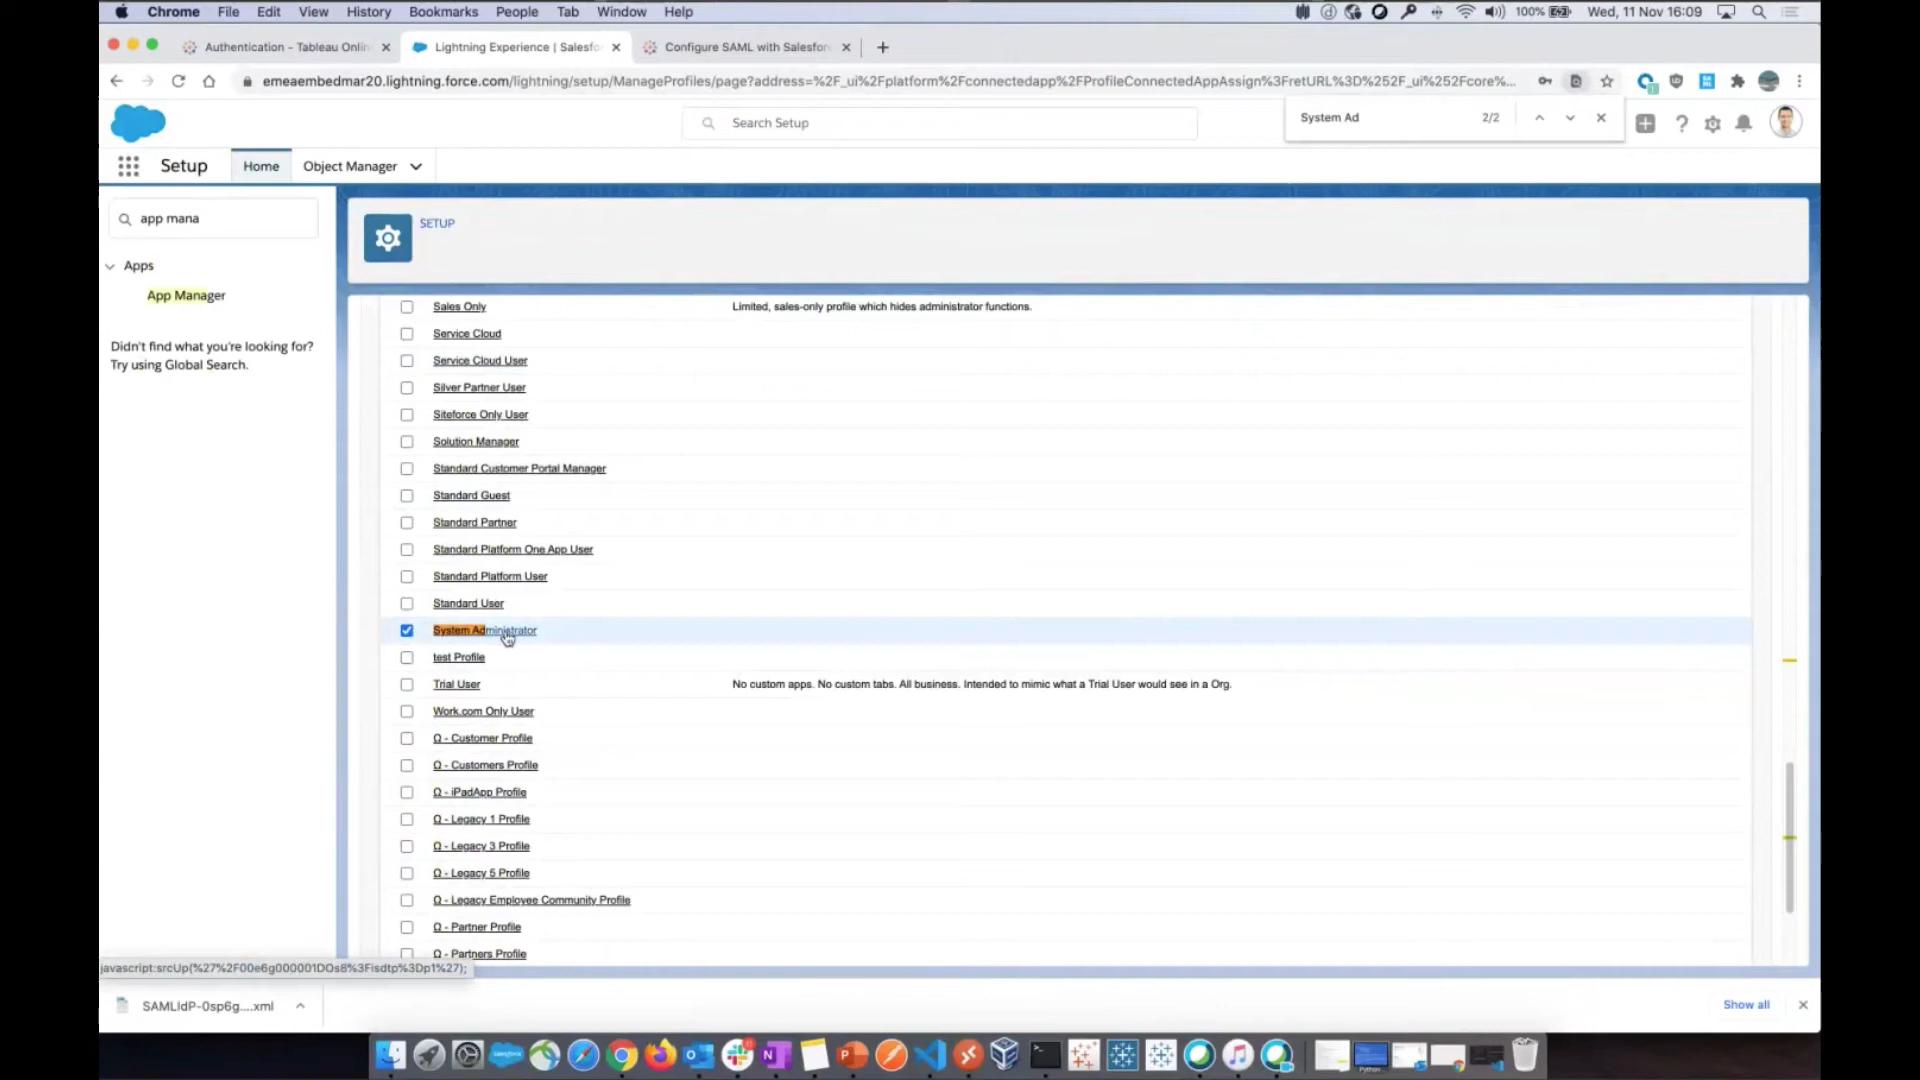 Chrome File Edit View History Bookmarks People Tab Window Help 100% Wed, 11 Nov 16:09
Authentication - Tableau Onlin Lightning Experience | Salesfo Configure SAML with Salesforc
emeaembedmar20.lightning.force.com/lightning/setup/ManageProfiles/page?address=%2F_ui%2Fplatform%2Fconnectedapp%2FProfileConnectedAppAssign%3FretURL%3D%252F_ui%252Fcore%...
Search Setup
System Ad 2/2
Setup Home Object Manager
app mana
Apps
App Manager
Didn't find what you're looking for?
Try using Global Search.
SETUP
Sales Only Limited, sales-only profile which hides administrator functions.
Service Cloud
Service Cloud User
Silver Partner User
Siteforce Only User
Solution Manager
Standard Customer Portal Manager
Standard Guest
Standard Partner
Standard Platform One App User
Standard Platform User
Standard User
System Administrator
test Profile
Trial User No custom apps. No custom tabs. All business. Intended to mimic what a Trial User would see in a Org.
Work.com Only User
Ω - Customer Profile
Ω - Customers Profile
Ω - iPadApp Profile
Ω - Legacy 1 Profile
Ω - Legacy 3 Profile
Ω - Legacy 5 Profile
Ω - Legacy Employee Community Profile
Ω - Partner Profile
Ω - Partners Profile
javascript:srcUp(%27%2F00e6g000001DOs8%3Fisdtp%3Dp1%27);
SAMLIdP-0sp6g....xml
Show all